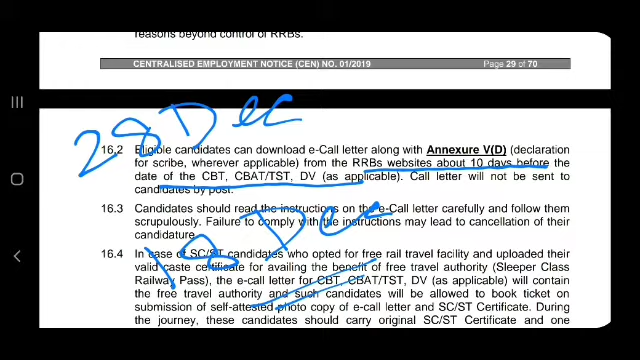 reasons beyond control of RRBs.
CENTRALISED EMPLOYMENT NOTICE (CEN) NO. 01/2019 Page 29 of 70
28 Dec
16.2 Eligible candidates can download e-Call letter along with Annexure V(D) (declaration
for scribe, wherever applicable) from the RRBs websites about 10 days before the
date of the CBT, CBAT/TST, DV (as applicable). Call letter will not be sent to
candidates by post.
16.3 Candidates should read the instructions on the e-Call letter carefully and follow them
scrupulously. Failure to comply with the instructions may lead to cancellation of their
candidature.
18 Dec
16.4 In case of SC/ST candidates who opted for free rail travel facility and uploaded their
valid caste certificate for availing the benefit of free travel authority (Sleeper Class
Railway Pass), the e-call letter for CBT, CBAT/TST, DV (as applicable) will contain
the free travel authority and such candidates will be allowed to book ticket on
submission of self-attested photo copy of e-call letter and SC/ST Certificate. During
the journey, these candidates should carry original SC/ST Certificate and one